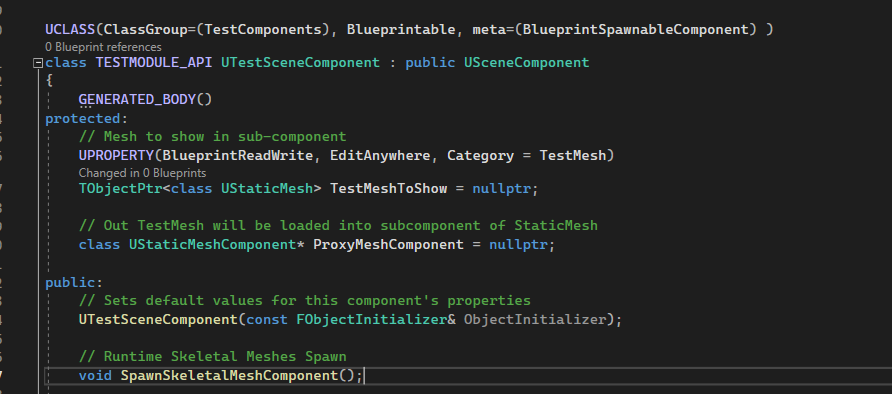 UCLASS(ClassGroup=(TestComponents), Blueprintable, meta=(BlueprintSpawnableComponent) )
0 Blueprint references
class TESTMODULE_API UTestSceneComponent : public USceneComponent
{
GENERATED_BODY()
protected:
// Mesh to show in sub-component
UPROPERTY(BlueprintReadWrite, EditAnywhere, Category = TestMesh)
Changed in 0 Blueprints
TObjectPtr<class UStaticMesh> TestMeshToShow = nullptr;
// Out TestMesh will be loaded into subcomponent of StaticMesh
class UStaticMeshComponent* ProxyMeshComponent = nullptr;
public:
// Sets default values for this component's properties
UTestSceneComponent(const FObjectInitializer& ObjectInitializer);
// Runtime Skeletal Meshes Spawn
void SpawnSkeletalMeshComponent();